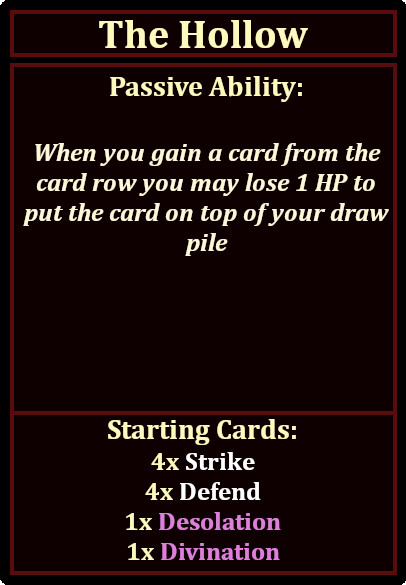 The Hollow
Passive Ability:
When you gain a card from the
card row you may lose 1 HP to
put the card on top of your draw
pile
Starting Cards:
4x Strike
4x Defend
1x Desolation
1x Divination